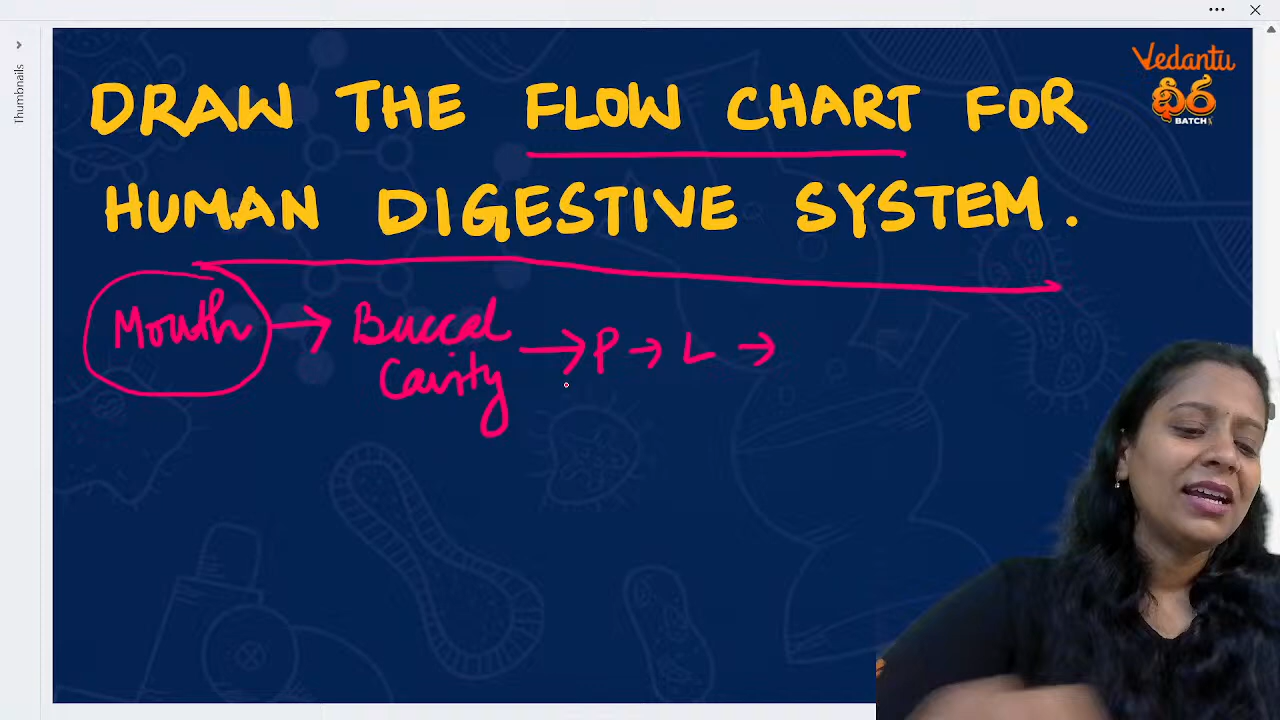 Thumbnails
Vedantu
ధీర
BATCH
DRAW THE FLOW CHART FOR
HUMAN DIGESTIVE SYSTEM.
Mouth → Buccal → P → L →
Cavity